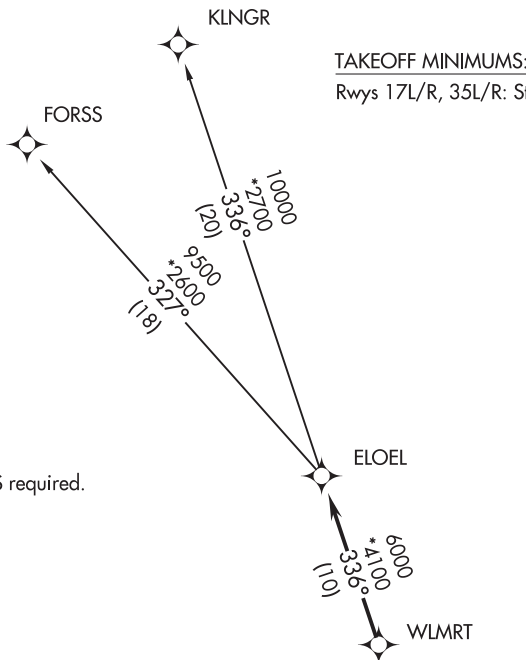 KLNGR
TAKEOFF MINIMUMS:
Rwys 17L/R, 35L/R:
FORSS
10000
*2700
336°
(20)
9500
*2600
327°
(18)
ELOEL
required.
6000
*4100
336°
(10)
WLMRT